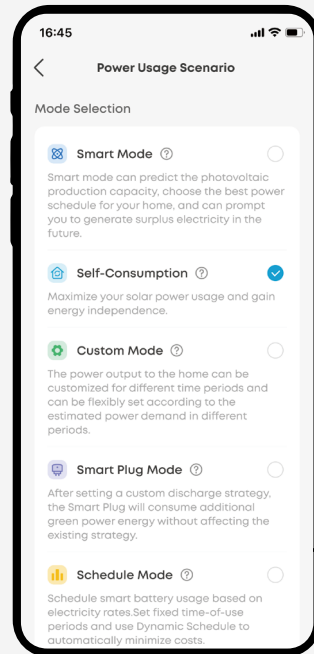 16:45
Power Usage Scenario
Mode Selection
Smart Mode ?
Smart mode can predict the photovoltaic
production capacity, choose the best power
schedule for your home, and can prompt
you to generate surplus electricity in the
future.
Self-Consumption ?
Maximize your solar power usage and gain
energy independence.
Custom Mode ?
The power output to the home can be
customized for different time periods and
can be flexibly set according to the
estimated power demand in different
periods.
Smart Plug Mode ?
After setting a custom discharge strategy,
the Smart Plug will consume additional
green power energy without affecting the
existing strategy.
Schedule Mode ?
Schedule smart battery usage based on
electricity rates.Set fixed time-of-use
periods and use Dynamic Schedule to
automatically minimize costs.